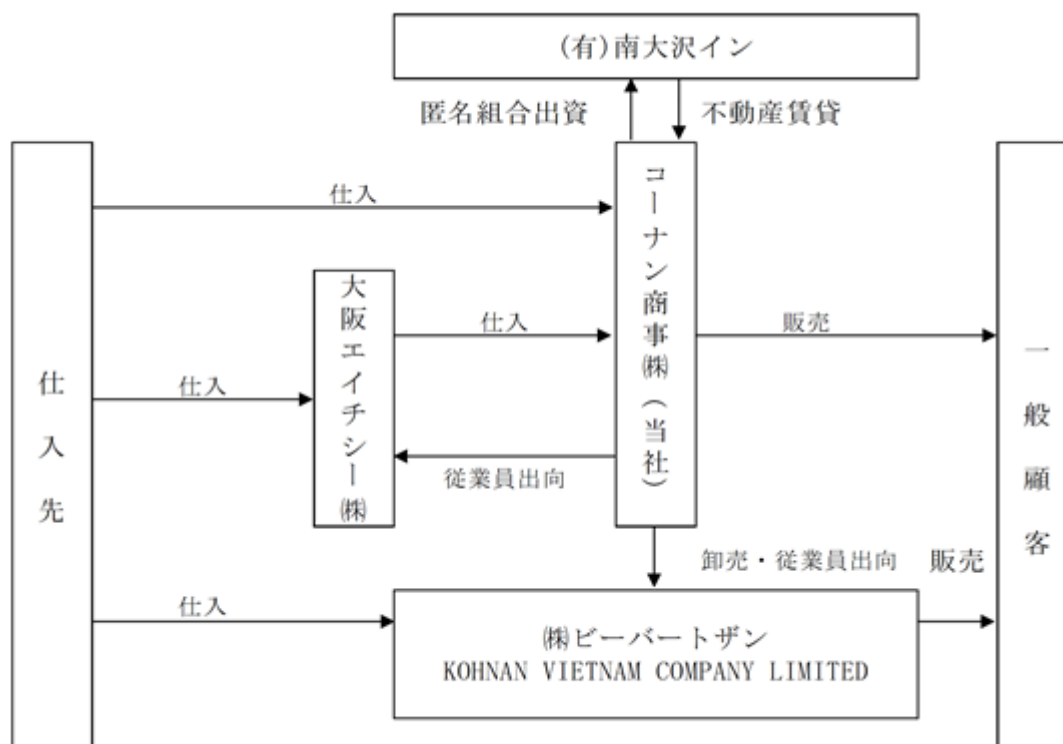 (有)南大沢イン
匿名組合出資
不動産賃貸
仕入
コーナン商事㈱（当社）
大阪エイチシー㈱
仕入
販売
仕入先
仕入
一般顧客
従業員出向
卸売・従業員出向
販売
仕入
㈱ビーバートザン
KOHNAN VIETNAM COMPANY LIMITED